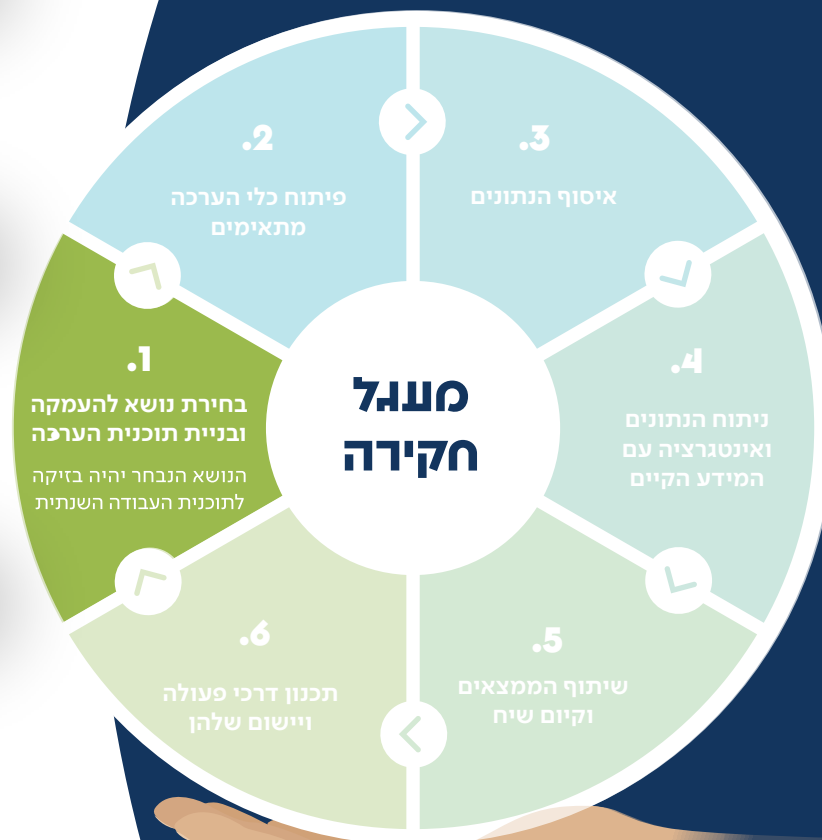 מעגל
חקירה
1.
בחירת נושא להעמקה
ובניית תוכנית הערכה
הנושא הנבחר יהיה בזיקה
לתוכנית העבודה השנתית
2.
פיתוח כלי הערכה
מתאימים
3.
איסוף הנתונים
4.
ניתוח הנתונים
ואינטגרציה עם
המידע הקיים
5.
שיתוף הממצאים
וקיום שיח
6.
תכנון דרכי פעולה
ויישום שלהן